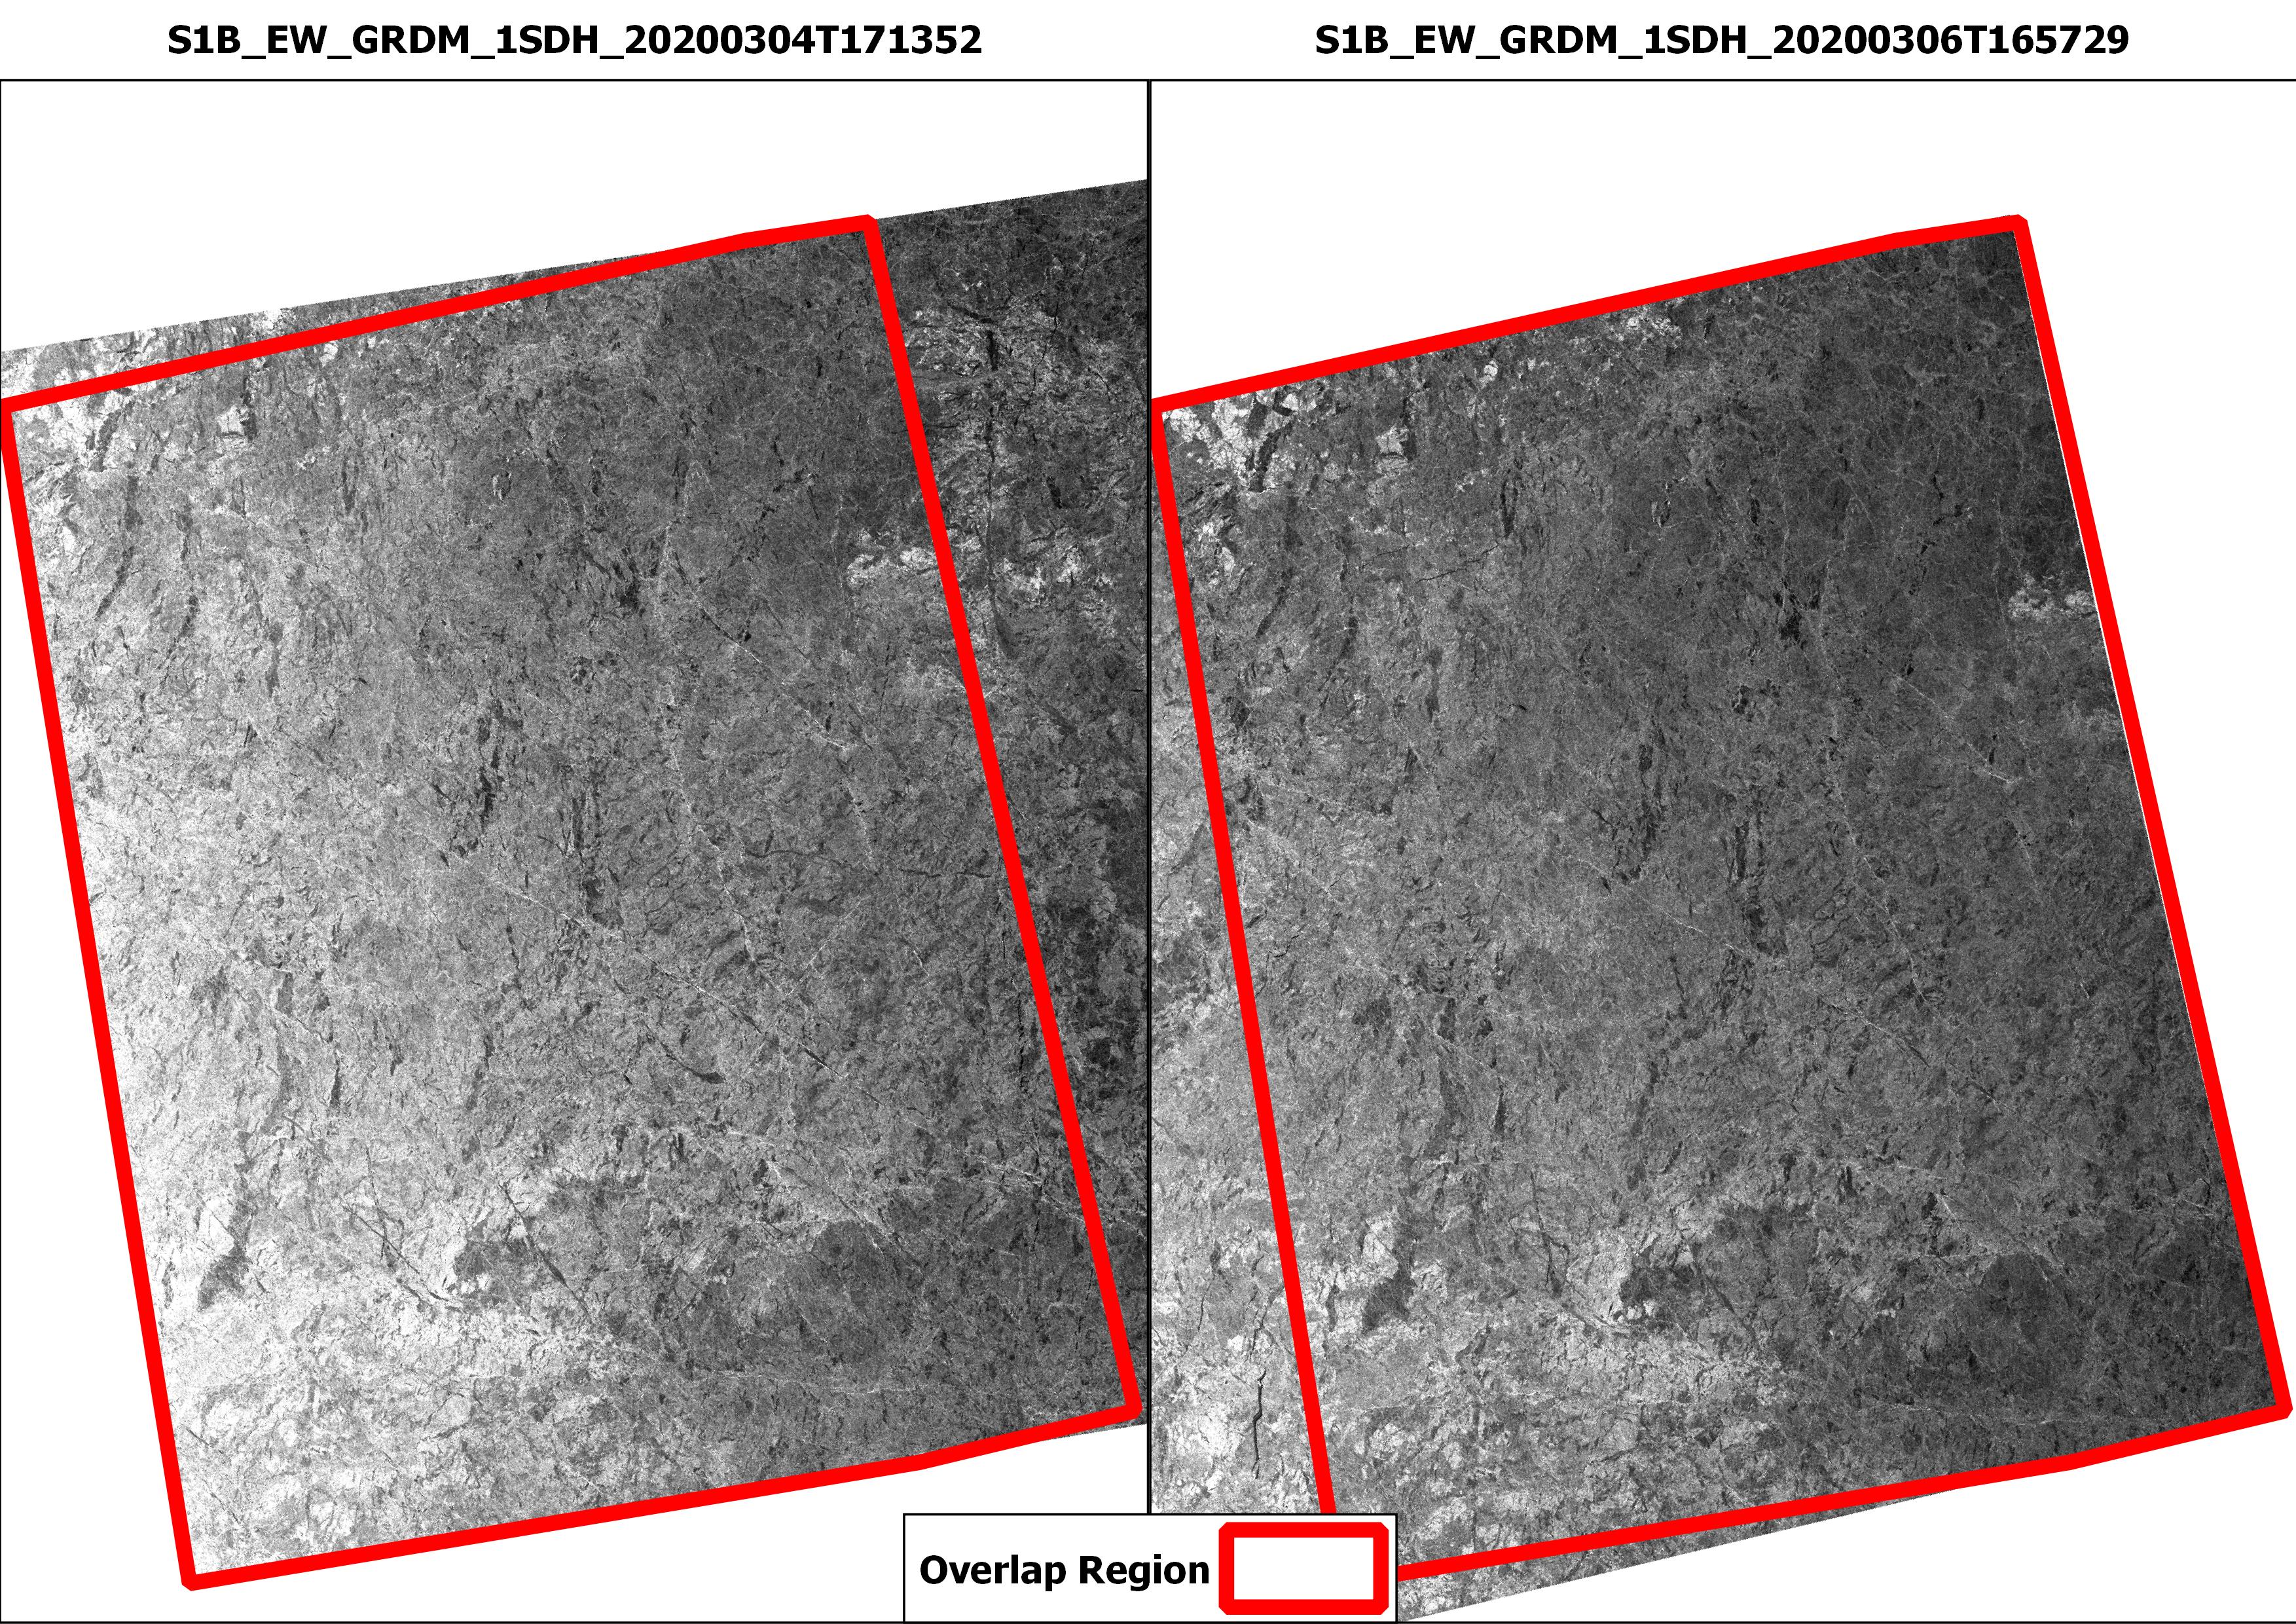 S1B_EW_GRDM_1SDH_20200304T171352
S1B_EW_GRDM_1SDH_20200306T165729
Overlap Region